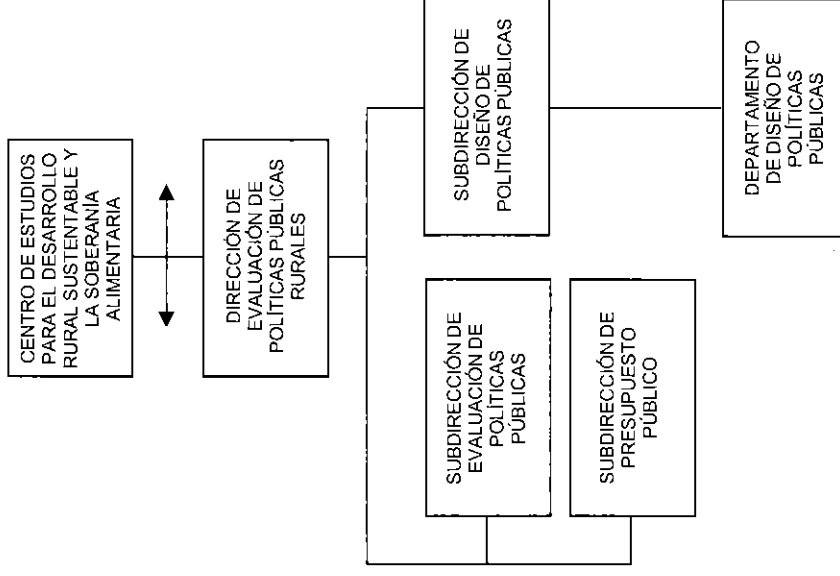 CENTRO DE ESTUDIOS
PARA EL DESARROLLO
RURAL SUSTENTABLE Y
LA SOBERANÍA
ALIMENTARIA
DIRECCIÓN DE
EVALUACIÓN DE
POLÍTICAS PÚBLICAS
RURALES
SUBDIRECCIÓN DE
EVALUACIÓN DE
POLÍTICAS
PÚBLICAS
SUBDIRECCIÓN DE
PRESUPUESTO
PÚBLICO
SUBDIRECCIÓN DE
DISEÑO DE
POLÍTICAS PÚBLICAS
DEPARTAMENTO
DE DISEÑO DE
POLÍTICAS
PÚBLICAS